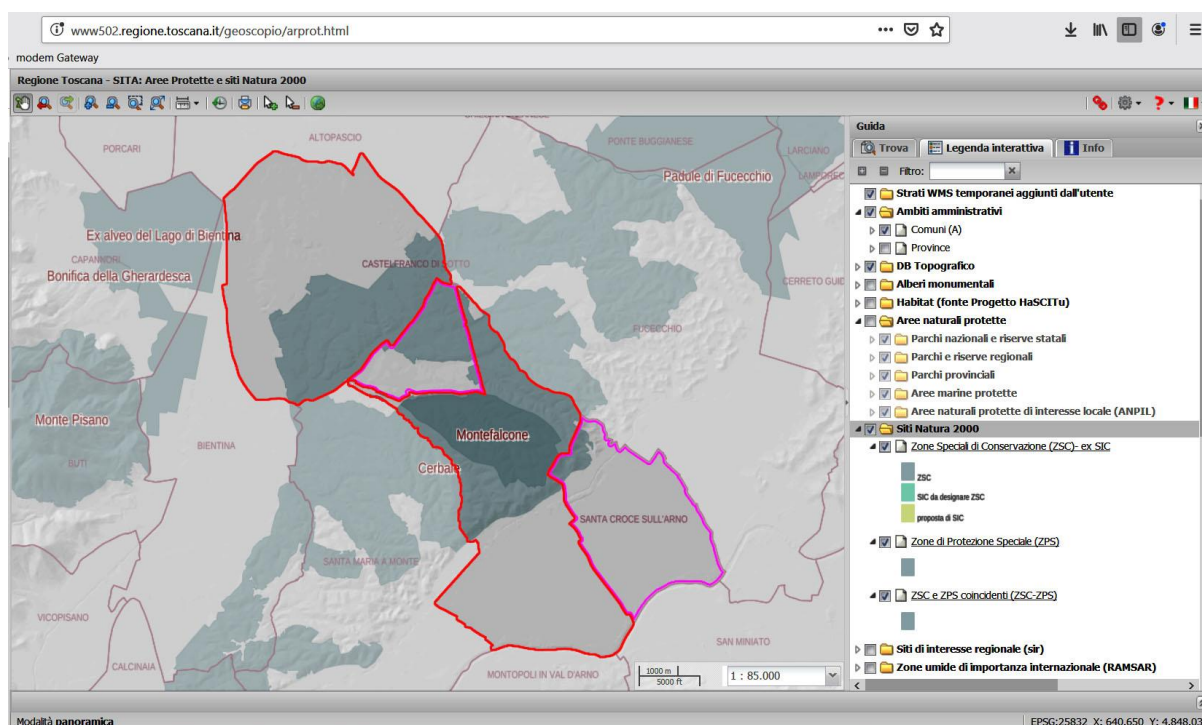 www502.regione.toscana.it/geoscopio/arprot.html
modem Gateway
Regione Toscana - SITA: Aree Protette e siti Natura 2000
Guida
Trova
Legenda interattiva
Info
Filtro:
Strati WMS temporanei aggiunti dall'utente
Ambiti amministrativi
Comuni (A)
Province
DB Topografico
Alberi monumentali
Habitat (fonte Progetto HaSCITu)
Aree naturali protette
Parchi nazionali e riserve statali
Parchi e riserve regionali
Parchi provinciali
Aree marine protette
Aree naturali protette di interesse locale (ANPIL)
Siti Natura 2000
Zone Speciali di Conservazione (ZSC)- ex SIC
ZSC
SIC da designare ZSC
proposta di SIC
Zone di Protezione Speciale (ZPS)
ZSC e ZPS coincidenti (ZSC-ZPS)
Siti di interesse regionale (sir)
Zone umide di importanza internazionale (RAMSAR)
ALTOPASCIO
PORCARI
PONTE BUGGIANESE
LARCIANO
Padule di Fucecchio
Ex alveo del Lago di Bientina
CAPANNORI
CASTELFRANCO DI SOTTO
Bonifica della Gherardesca
CERRETO GUID
FUCECCHIO
Monte Pisano
BIENTINA
Montefalcone
BUTI
Cerbaie
SANTA CROCE SULL'ARNO
SANTA MARIA A MONTE
VICOPISANO
SAN MINIATO
CALCINAIA
MONTOPOLI IN VAL D'ARNO
1000 m
5000 ft
1 : 85.000
Modalità panoramica
EPSG:25832 X: 640.650 Y: 4.848.0